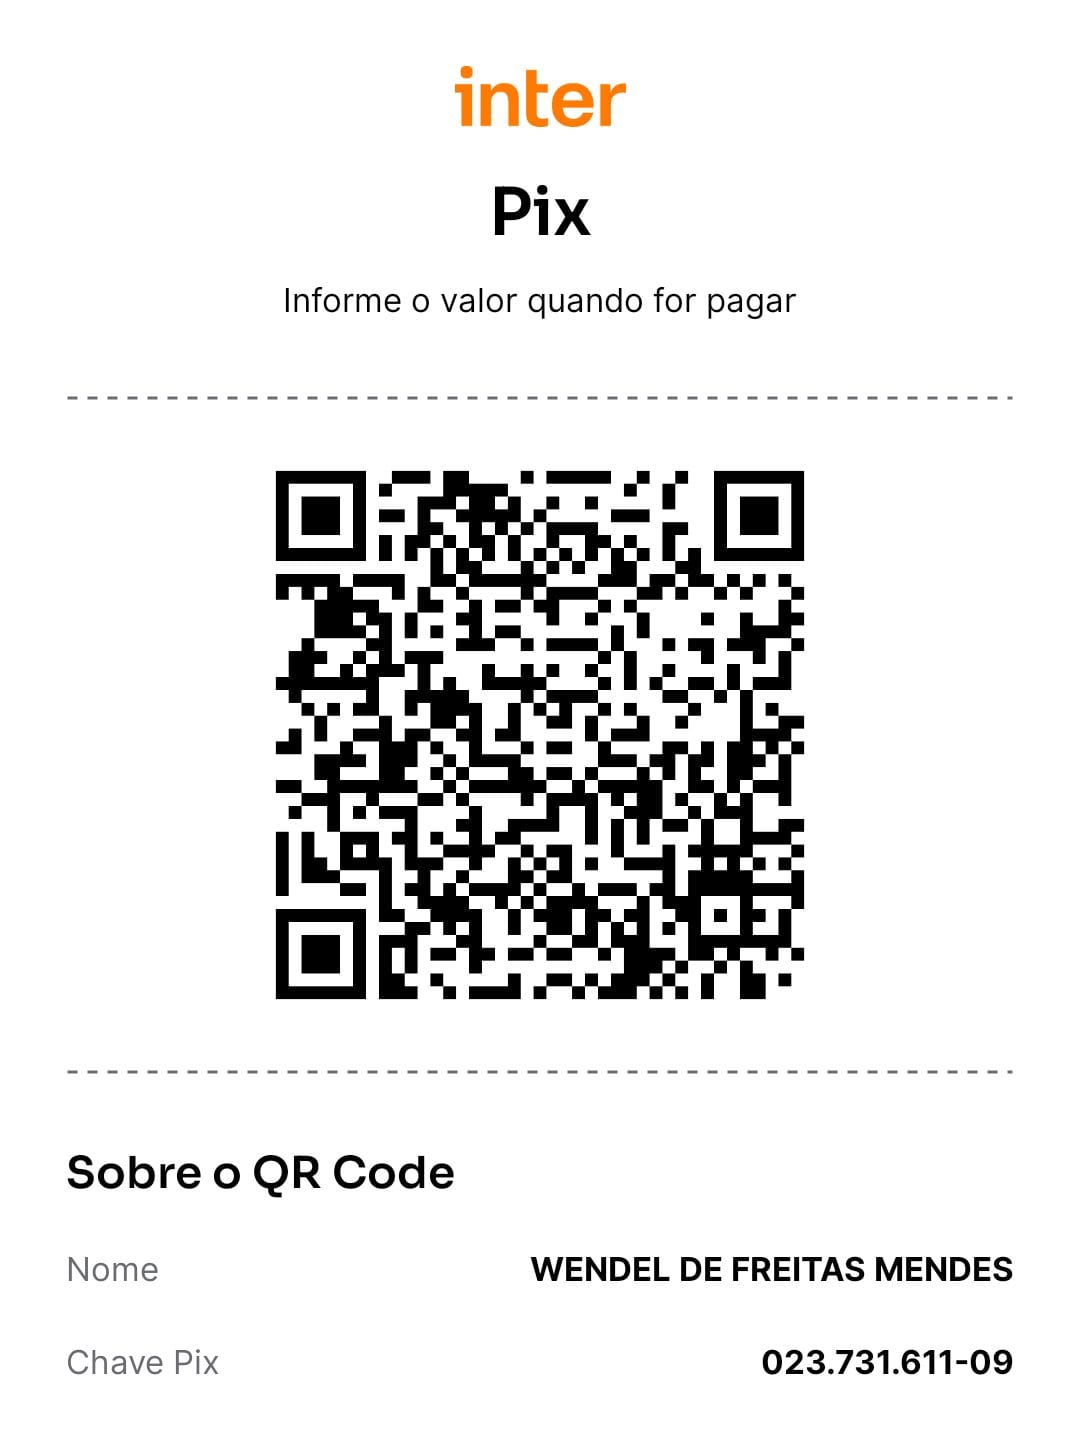 inter
Pix
Informe o valor quando for pagar
Sobre o QR Code
Nome WENDEL DE FREITAS MENDES
Chave Pix 023.731.611-09